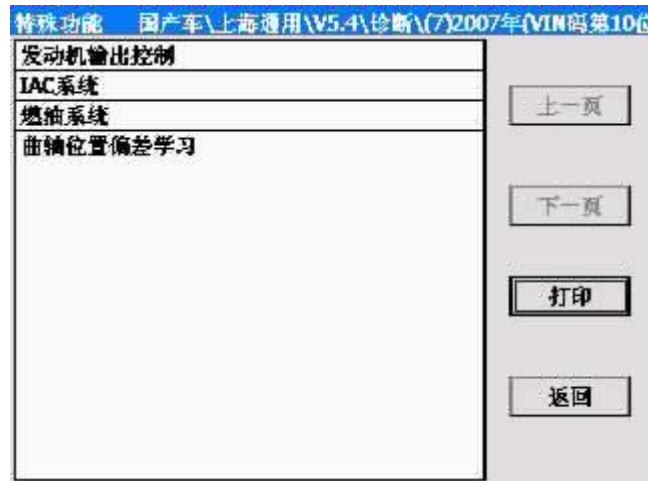 特殊功能 国产车\上海通用\V5.4\诊断\(7)2007年(VIN码第10位
发动机输出控制
IAC系统
燃油系统
曲轴位置偏差学习
上一页
下一页
打印
返回